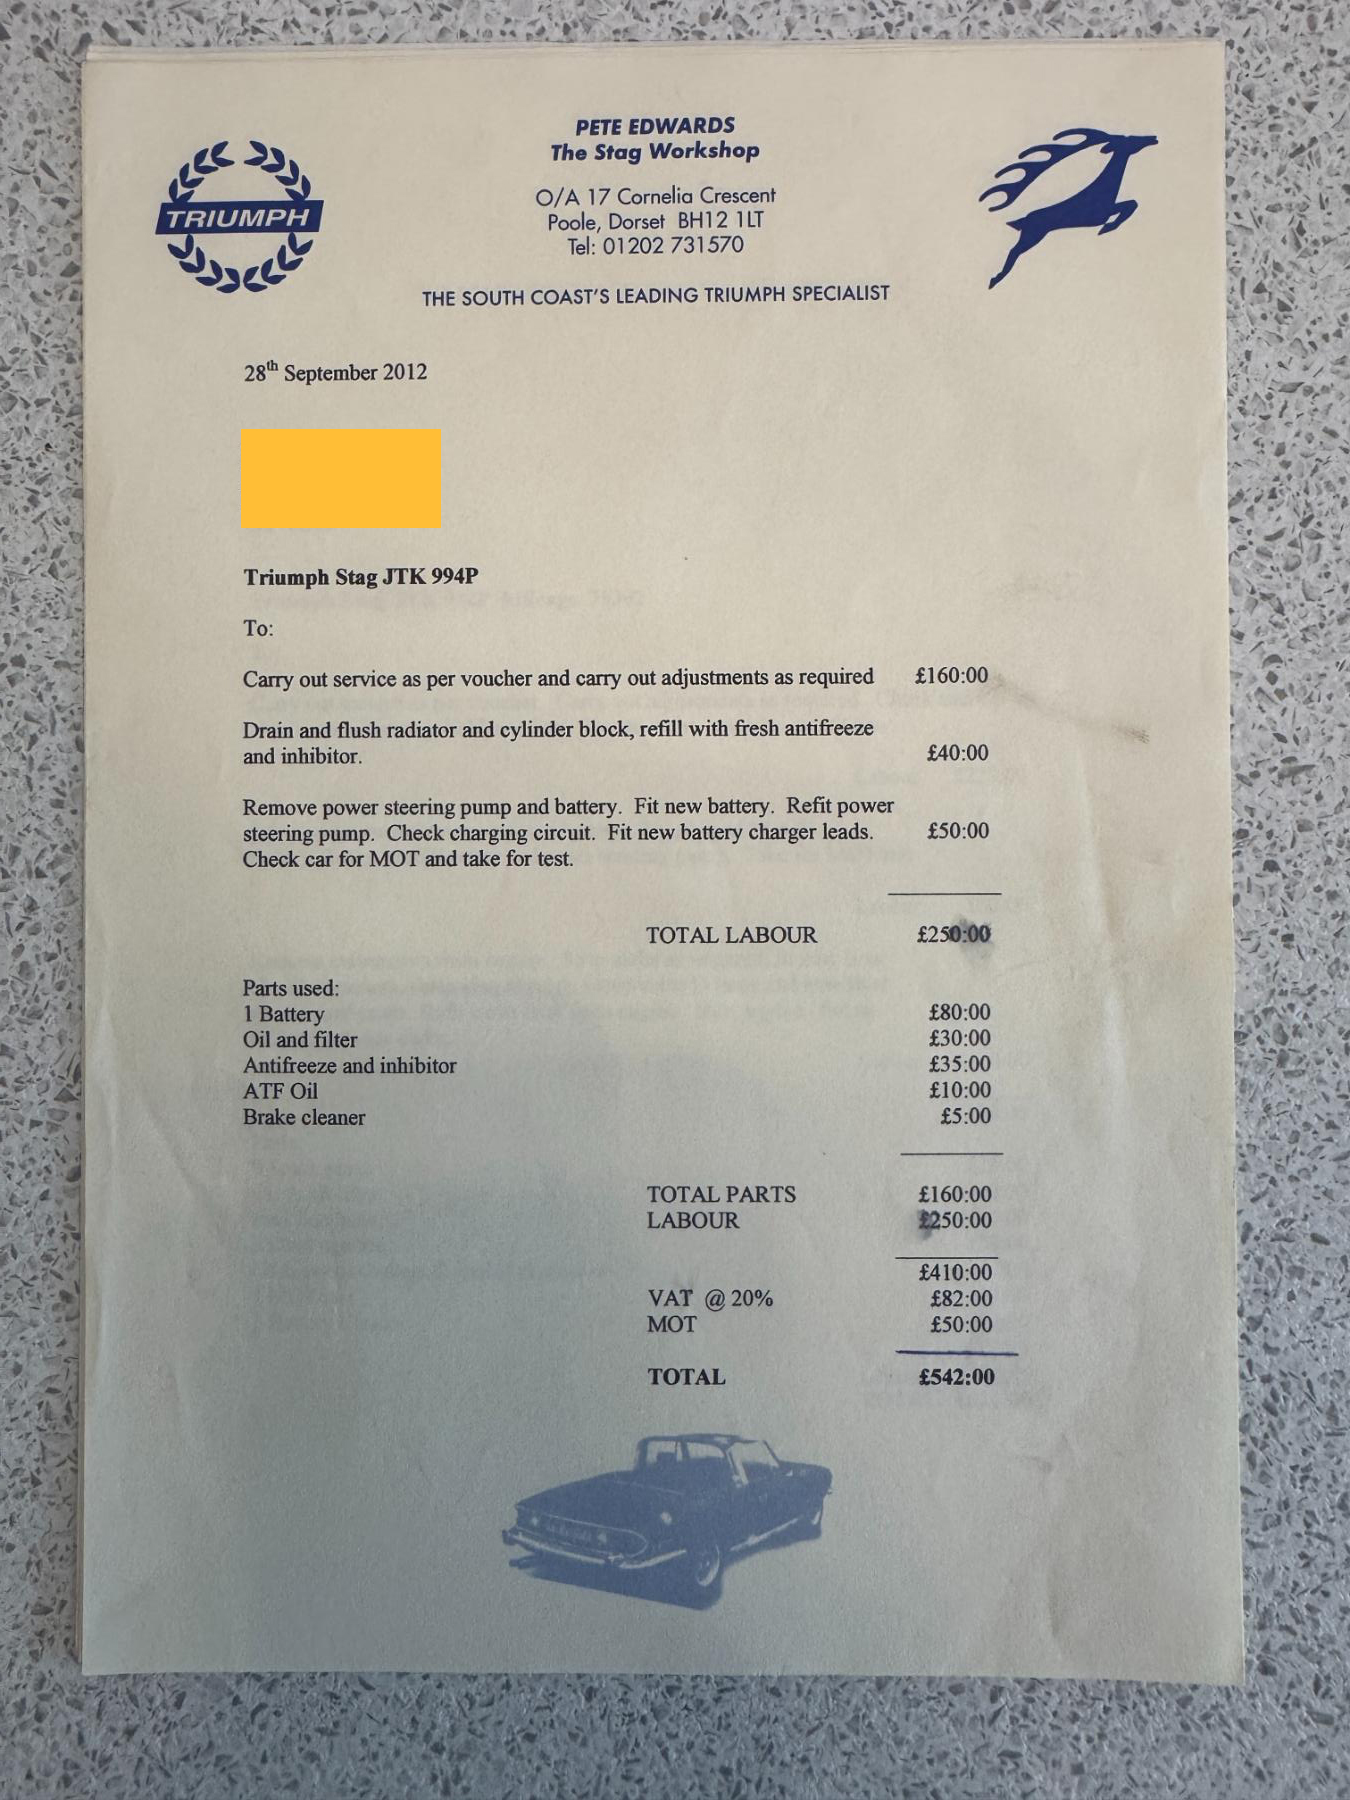 PETE EDWARDS
The Stag Workshop
TRIUMPH
O/A 17 Cornelia Crescent
Poole, Dorset BH12 1LT
Tel: 01202 731570
THE SOUTH COAST'S LEADING TRIUMPH SPECIALIST
28th September 2012
Triumph Stag JTK 994P
To:
Carry out service as per voucher and carry out adjustments as required £160:00
Drain and flush radiator and cylinder block, refill with fresh antifreeze
and inhibitor. £40:00
Remove power steering pump and battery. Fit new battery. Refit power
steering pump. Check charging circuit. Fit new battery charger leads. £50:00
Check car for MOT and take for test.
TOTAL LABOUR £250:00
Parts used:
1 Battery £80:00
Oil and filter £30:00
Antifreeze and inhibitor £35:00
ATF Oil £10:00
Brake cleaner £5:00
TOTAL PARTS £160:00
LABOUR £250:00
£410:00
VAT @ 20% £82:00
MOT £50:00
TOTAL £542:00